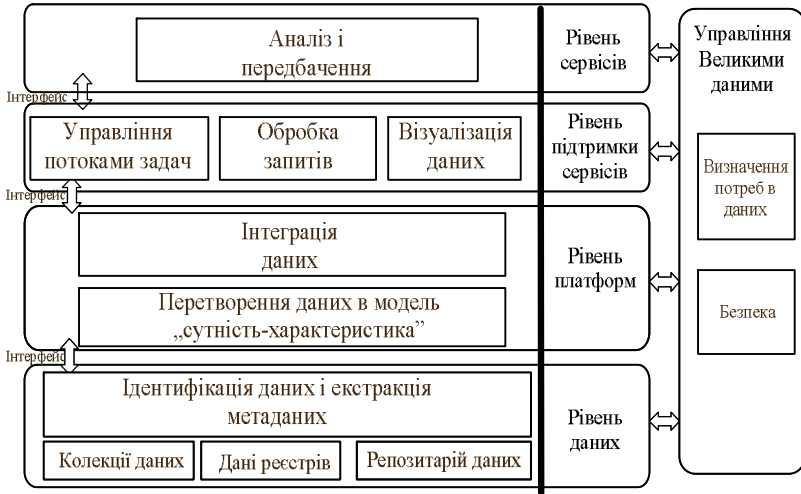 Аналіз і
передбачення
Рівень
сервісів
Інтерфейс
Управління
потоками задач
Обробка
запитів
Візуалізація
даних
Рівень
підтримки
сервісів
Інтерфейс
Інтеграція
даних
Перетворення даних в модель
„сутність-характеристика”
Рівень
платформ
Інтерфейс
Ідентифікація даних і екстракція
метаданих
Колекції даних
Дані реєстрів
Репозитарій даних
Рівень
даних
Управління
Великими
даними
Визначення
потреб в
даних
Безпека